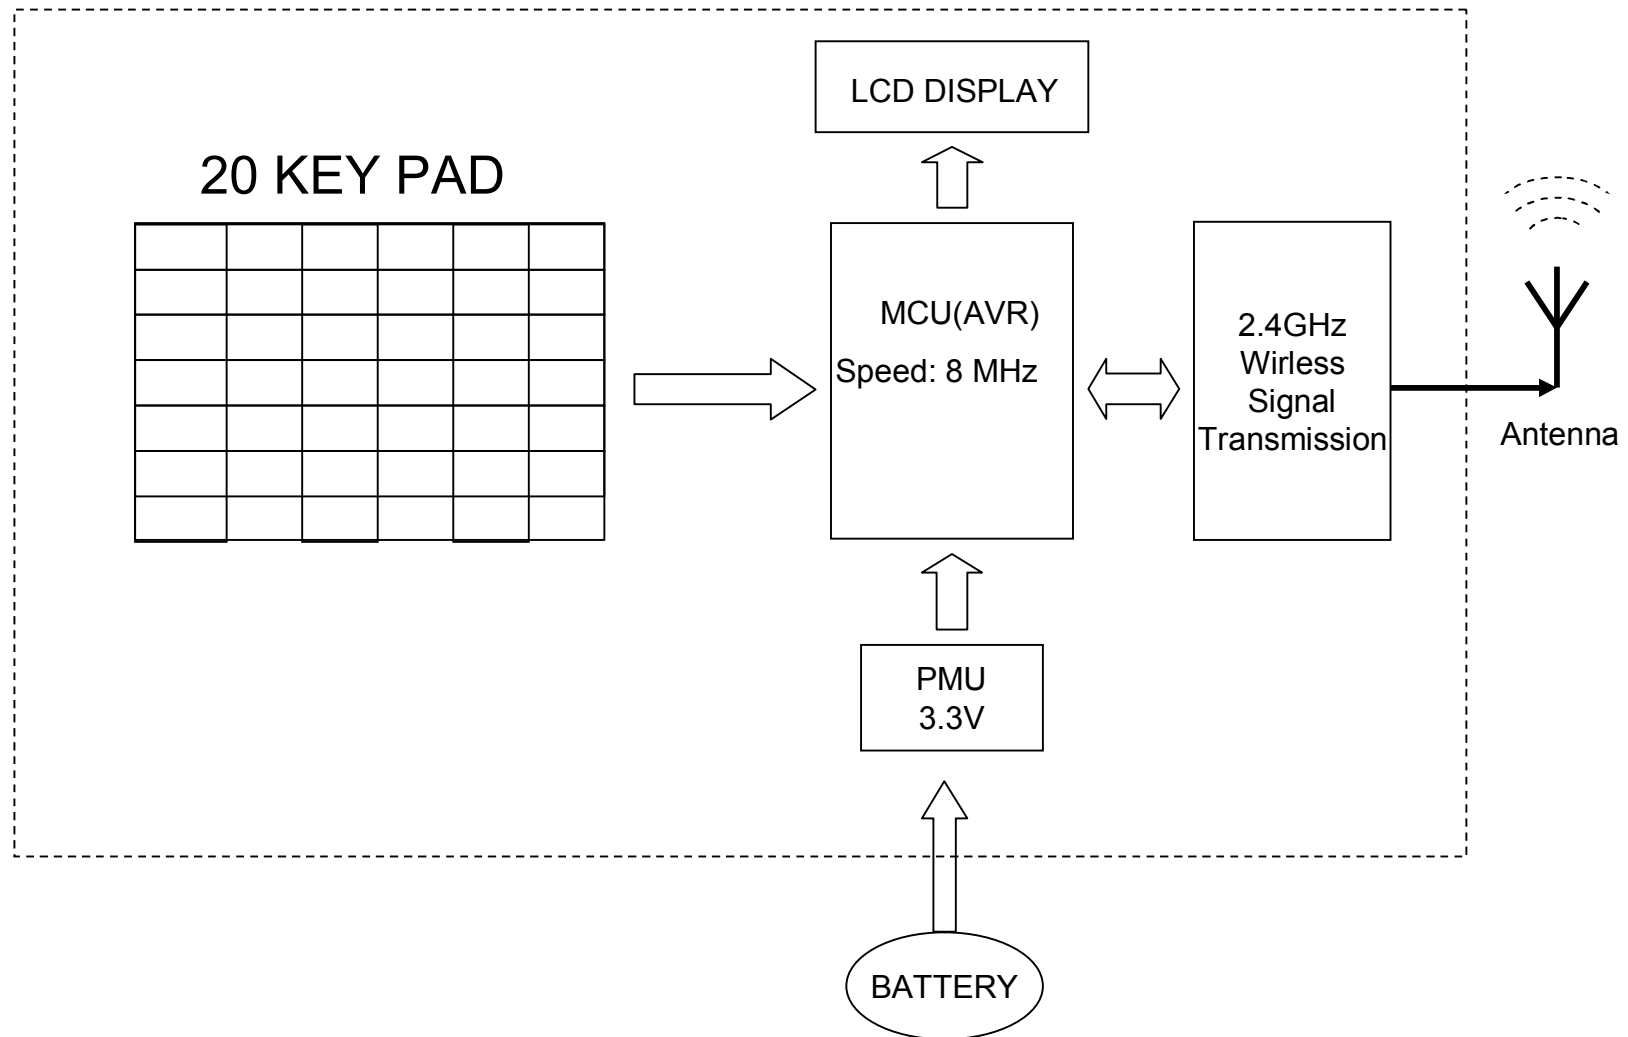 LCD DISPLAY
20 KEY PAD
MCU(AVR)
Speed: 8 MHz
2.4GHz
Wirless
Signal
Transmission
Antenna
PMU
3.3V
BATTERY